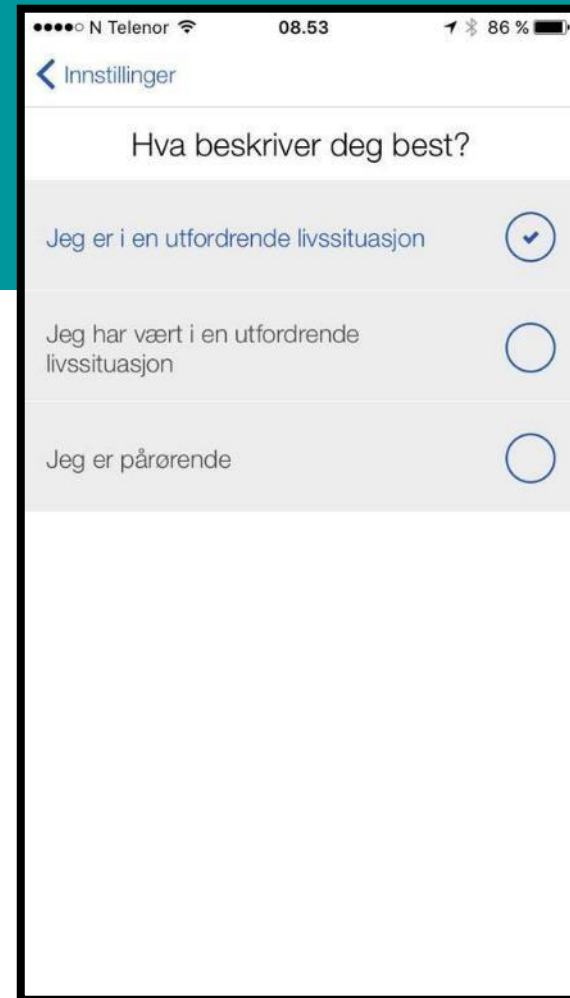 N Telenor 08.53 86 %
Innstillinger
Hva beskriver deg best?
Jeg er i en utfordrende livssituasjon
Jeg har vært i en utfordrende
livssituasjon
Jeg er pårørende